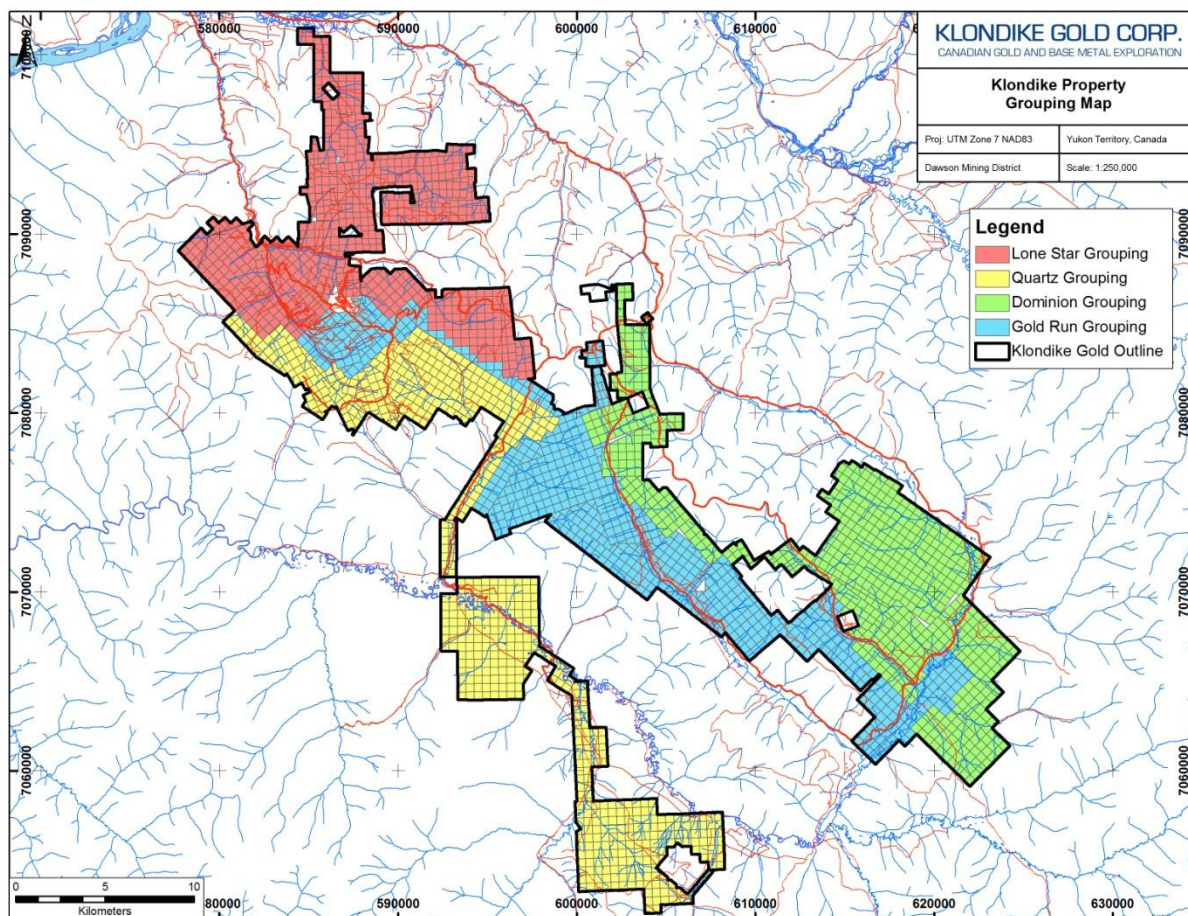 580000
590000
600000
610000
KLONDIKE GOLD CORP.
CANADIAN GOLD AND BASE METAL EXPLORATION
Klondike Property
Grouping Map
Proj: UTM Zone 7 NAD83
Yukon Territory, Canada
Dawson Mining District
Scale: 1:250,000
Legend
Lone Star Grouping
Quartz Grouping
Dominion Grouping
Gold Run Grouping
Klondike Gold Outline
7090000
7090000
7080000
7080000
7070000
7070000
7060000
7060000
0 5 10
Kilometers
580000
590000
600000
610000
620000
630000